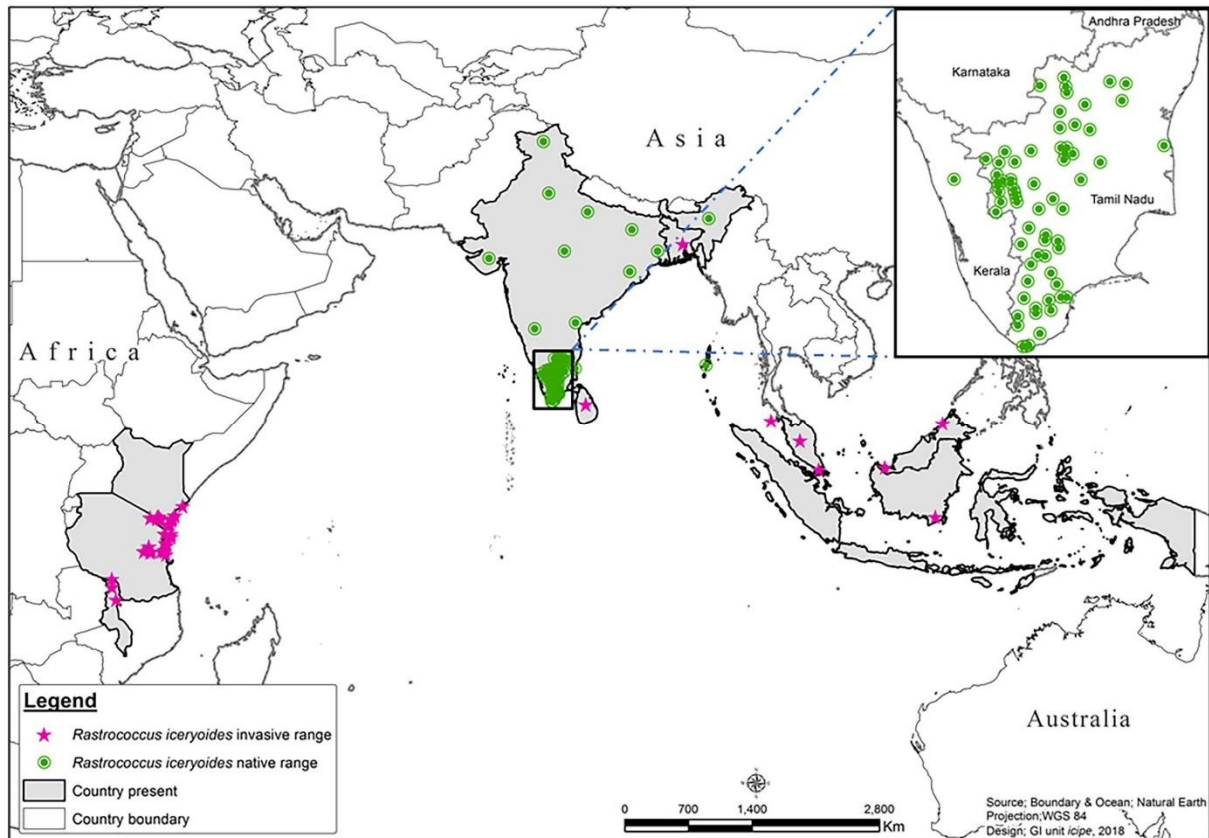 Andhra Pradesh
Karnataka
Tamil Nadu
Kerala
Asia
Africa
Australia
Legend
Rastrococcus iceryoides invasive range
Rastrococcus iceryoides native range
Country present
Country boundary
0 700 1,400 2,800
Km
Source; Boundary & Ocean; Natural Earth
Projection;WGS 84
Design; GI unit icipe, 2018